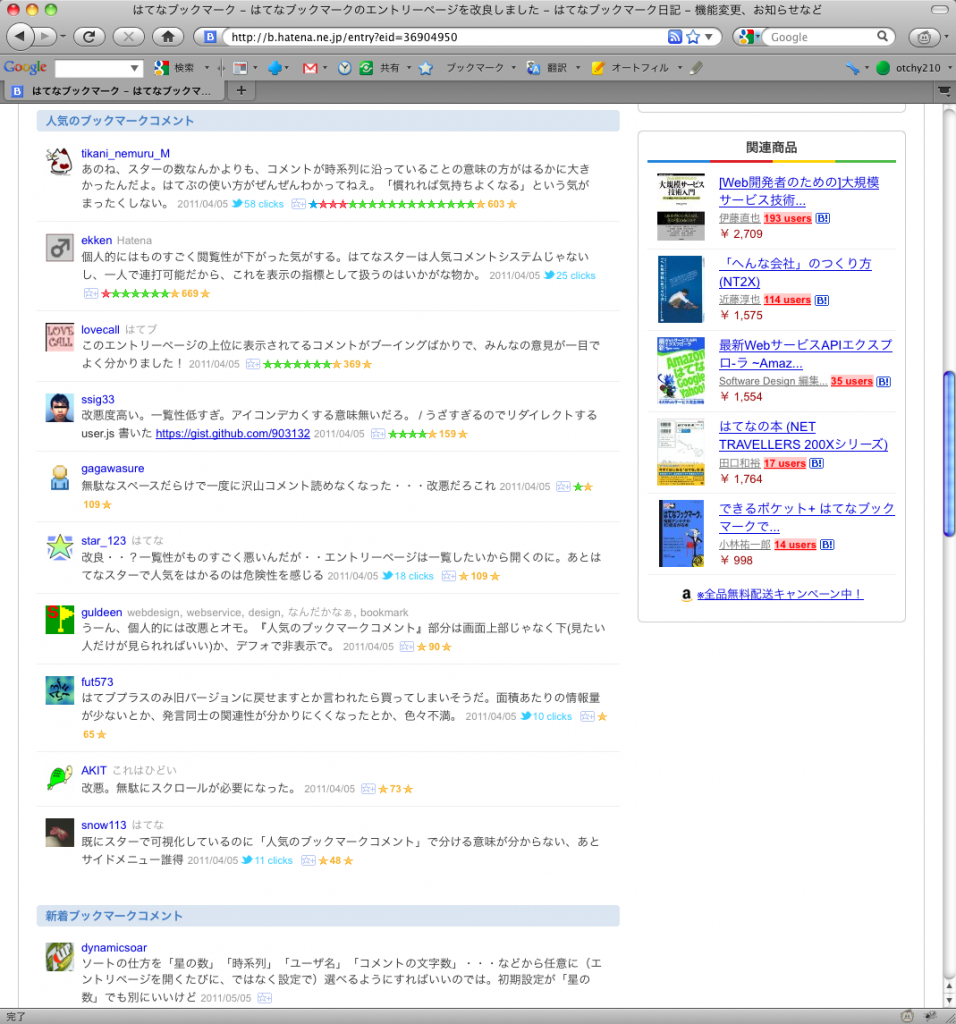 はてなブックマーク – はてなブックマークのエントリーページを改良しました – はてなブックマーク日記 – 機能変更、お知らせなど
http://b.hatena.ne.jp/entry?eid=36904950
Google
Google
検索
共有
ブックマーク
翻訳
オートフィル
otchy210
はてなブックマーク – はてなブックマ...
人気のブックマークコメント
tikani_nemuru_M
あのね、スターの数なんかよりも、コメントが時系列に沿っていることの意味の方がはるかに大き
かったんだよ。はてぶの使い方がぜんぜんわかってねえ。「慣れれば気持ちよくなる」という気が
まったくしない。 2011/04/05 58 clicks 603
ekken Hatena
個人的にはものすごく閲覧性が下がった気がする。はてなスターは人気コメントシステムじゃない
し、一人で連打可能だから、これを表示の指標として扱うのはいかがな物か。 2011/04/05 25 clicks
669
LOVE
CALL
lovecall はてブ
このエントリーページの上位に表示されてるコメントがブーイングばかりで、みんなの意見が一目で
よく分かりました！ 2011/04/05 369
ssig33
改悪度高い。一覧性低すぎ。アイコンデカくする意味無いだろ。 / うざすぎるのでリダイレクトする
user.js 書いた https://gist.github.com/903132 2011/04/05 159
gagawasure
無駄なスペースだらけで一度に沢山コメント読めなくなった・・・改悪だろこれ 2011/04/05
109
star_123 はてな
改良・・？一覧性がものすごく悪いんだが・・エントリーページは一覧したいから開くのに。あとは
てなスターで人気をはかるのは危険性を感じる 2011/04/05 18 clicks 109
guldeen webdesign, webservice, design, なんだかなぁ, bookmark
うーん、個人的には改悪とオモ。『人気のブックマークコメント』部分は画面上部じゃなく下(見たい
人だけが見られればいい)か、デフォで非表示で。 2011/04/05 90
fut573
はてブプラスのみ旧バージョンに戻せますとか言われたら買ってしまいそうだ。面積あたりの情報量
が少ないとか、発言同士の関連性が分かりにくくなったとか、色々不満。 2011/04/05 10 clicks
65
AKIT これはひどい
改悪。無駄にスクロールが必要になった。 2011/04/05 73
snow113 はてな
既にスターで可視化しているのに「人気のブックマークコメント」で分ける意味が分からない、あと
サイドメニュー誰得 2011/04/05 11 clicks 48
新着ブックマークコメント
dynamicsoar
ソートの仕方を「星の数」「時系列」「ユーザ名」「コメントの文字数」・・・などから任意に（エ
ントリページを開くたびに、ではなく設定で）選べるようにすればいいのでは。初期設定が「星の
数」でも別にいいけど 2011/05/05
関連商品
[Web開発者のための]大規模
サービス技術...
伊藤直也 193 users B!
￥ 2,709
「へんな会社」のつくり方
(NT2X)
近藤淳也 114 users B!
￥ 1,575
最新WebサービスAPIエクスプ
ロ-ラ ~Amaz...
Software Design 編集... 35 users B!
￥ 1,554
はてなの本 (NET
TRAVELLERS 200Xシリーズ)
田口和裕 17 users B!
￥ 1,764
できるポケット+ はてなブック
マークで...
小林祐一郎 14 users B!
￥ 998
※全品無料配送キャンペーン中！
完了